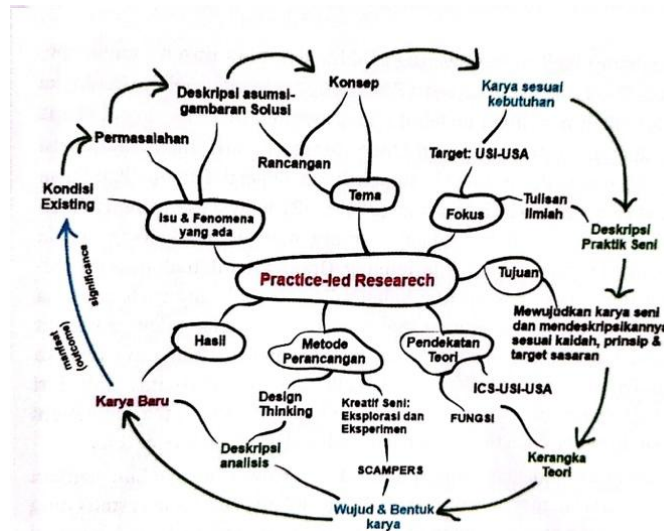 Konsep
Deskripsi asumsi-
gambaran Solusi
Karya sesuai
kebutuhan
Permasalahan
Rancangan
Target: USI-USA
Kondisi
Existing
Isu & Fenomena
yang ada
Tema
Fokus
Tulisan
Ilmiah
Deskripsi
Praktik Seni
Practice-led Researech
Tujuan
significance
manfaat
(outcome)
Hasil
Metode
Perancangan
Pendekatan
Teori
Mewujudkan karya seni
dan mendeskripsikannya
sesuai kaidah, prinsip &
target sasaran
Karya Baru
Design
Thinking
Kreatif Seni:
Eksplorasi dan
Eksperimen
ICS-USI-USA
FUNGSI
Deskripsi
analisis
SCAMPERS
Kerangka
Teori
Wujud & Bentuk
karya